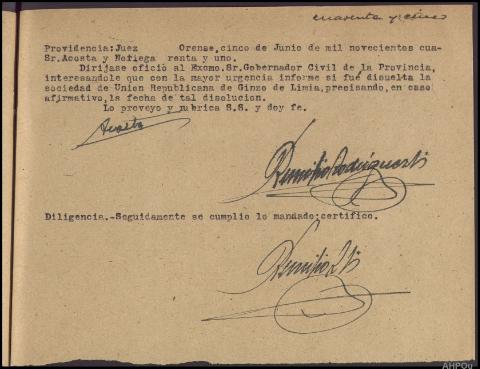 cuarenta y cinco
Providencia:Juez Orense, cinco de Junio de mil novecientos cua-
Sr. Acosta y Noriega renta y uno.
Dirijase oficio al Excmo.Sr.Gobernador Civil de la Provincia,
interesandole que con la mayor urgencia informe si fué disuelta la
sociedad de Union Republicana de Ginzo de Limia,precisando,en caso
afirmativo,la fecha de tal disolucion.
Lo proveyo y rubrica S.S. y doy fe.
Acosta
Remifio Rodriguez
Diligencia.-Seguidamente se cumplio lo mandado;certifico.
AHPOu